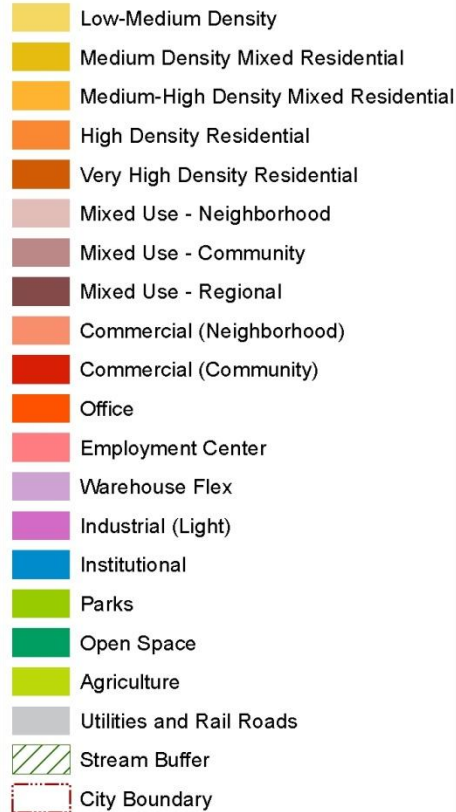 Low-Medium Density
Medium Density Mixed Residential
Medium-High Density Mixed Residential
High Density Residential
Very High Density Residential
Mixed Use - Neighborhood
Mixed Use - Community
Mixed Use - Regional
Commercial (Neighborhood)
Commercial (Community)
Office
Employment Center
Warehouse Flex
Industrial (Light)
Institutional
Parks
Open Space
Agriculture
Utilities and Rail Roads
Stream Buffer
City Boundary